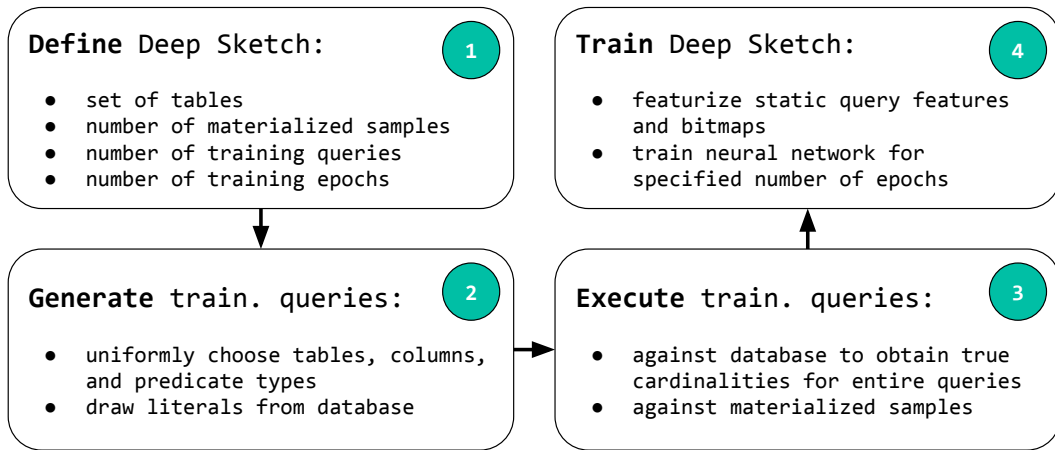 Define Deep Sketch:
1
● set of tables
● number of materialized samples
● number of training queries
● number of training epochs
Generate train. queries:
2
● uniformly choose tables, columns,
and predicate types
● draw literals from database
Execute train. queries:
3
● against database to obtain true
cardinalities for entire queries
● against materialized samples
Train Deep Sketch:
4
● featurize static query features
and bitmaps
● train neural network for
specified number of epochs